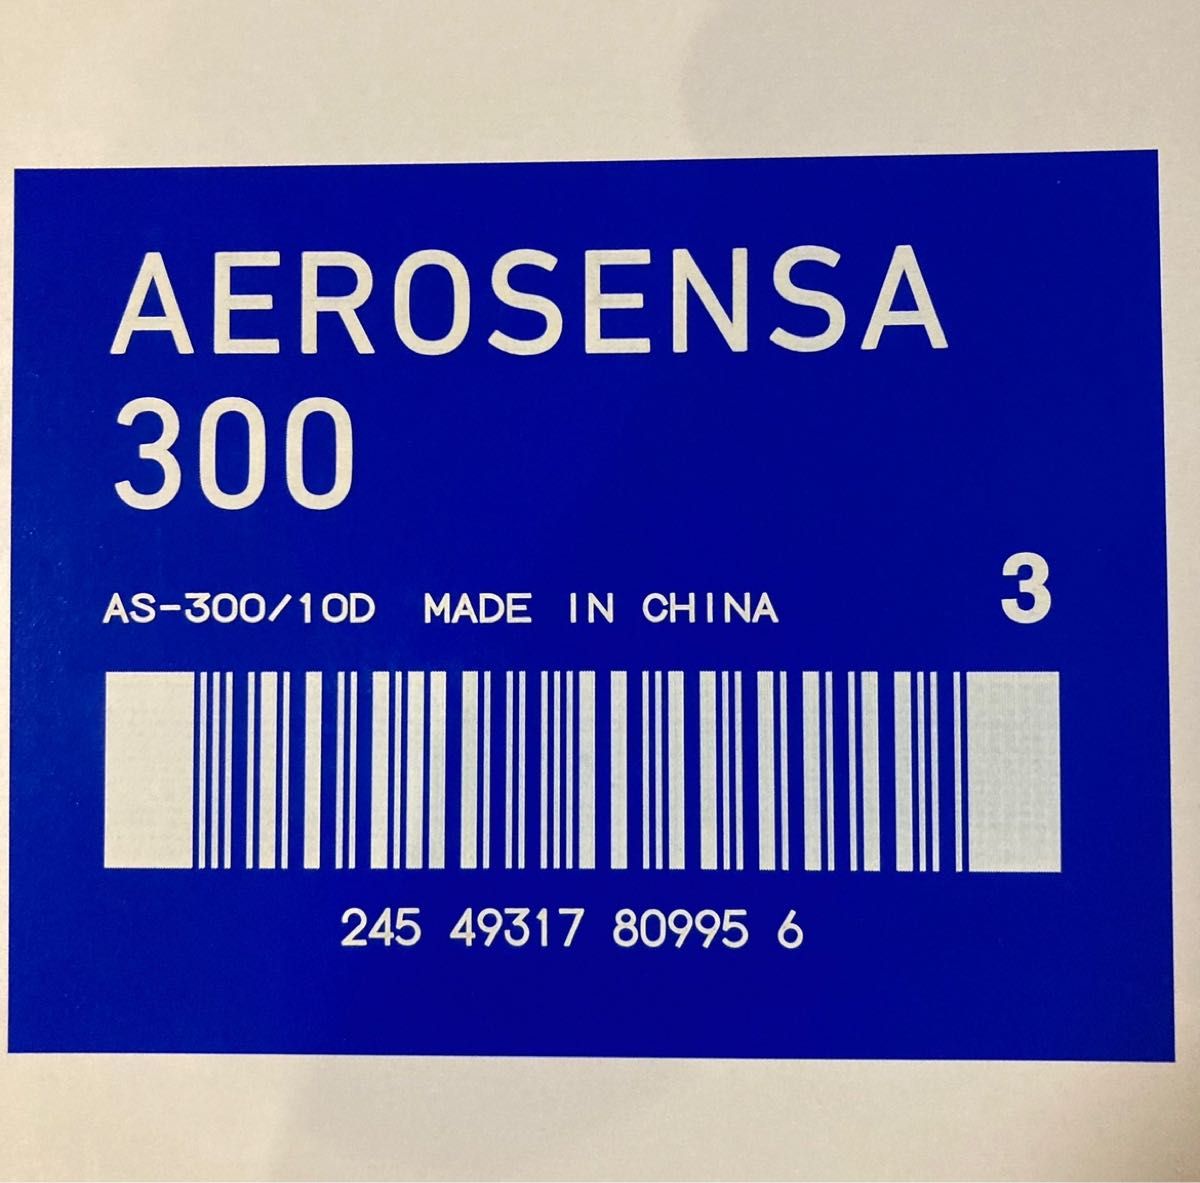 AEROSENSA
300
3
AS-300/10D MADE IN CHINA
245 49317 80995 6